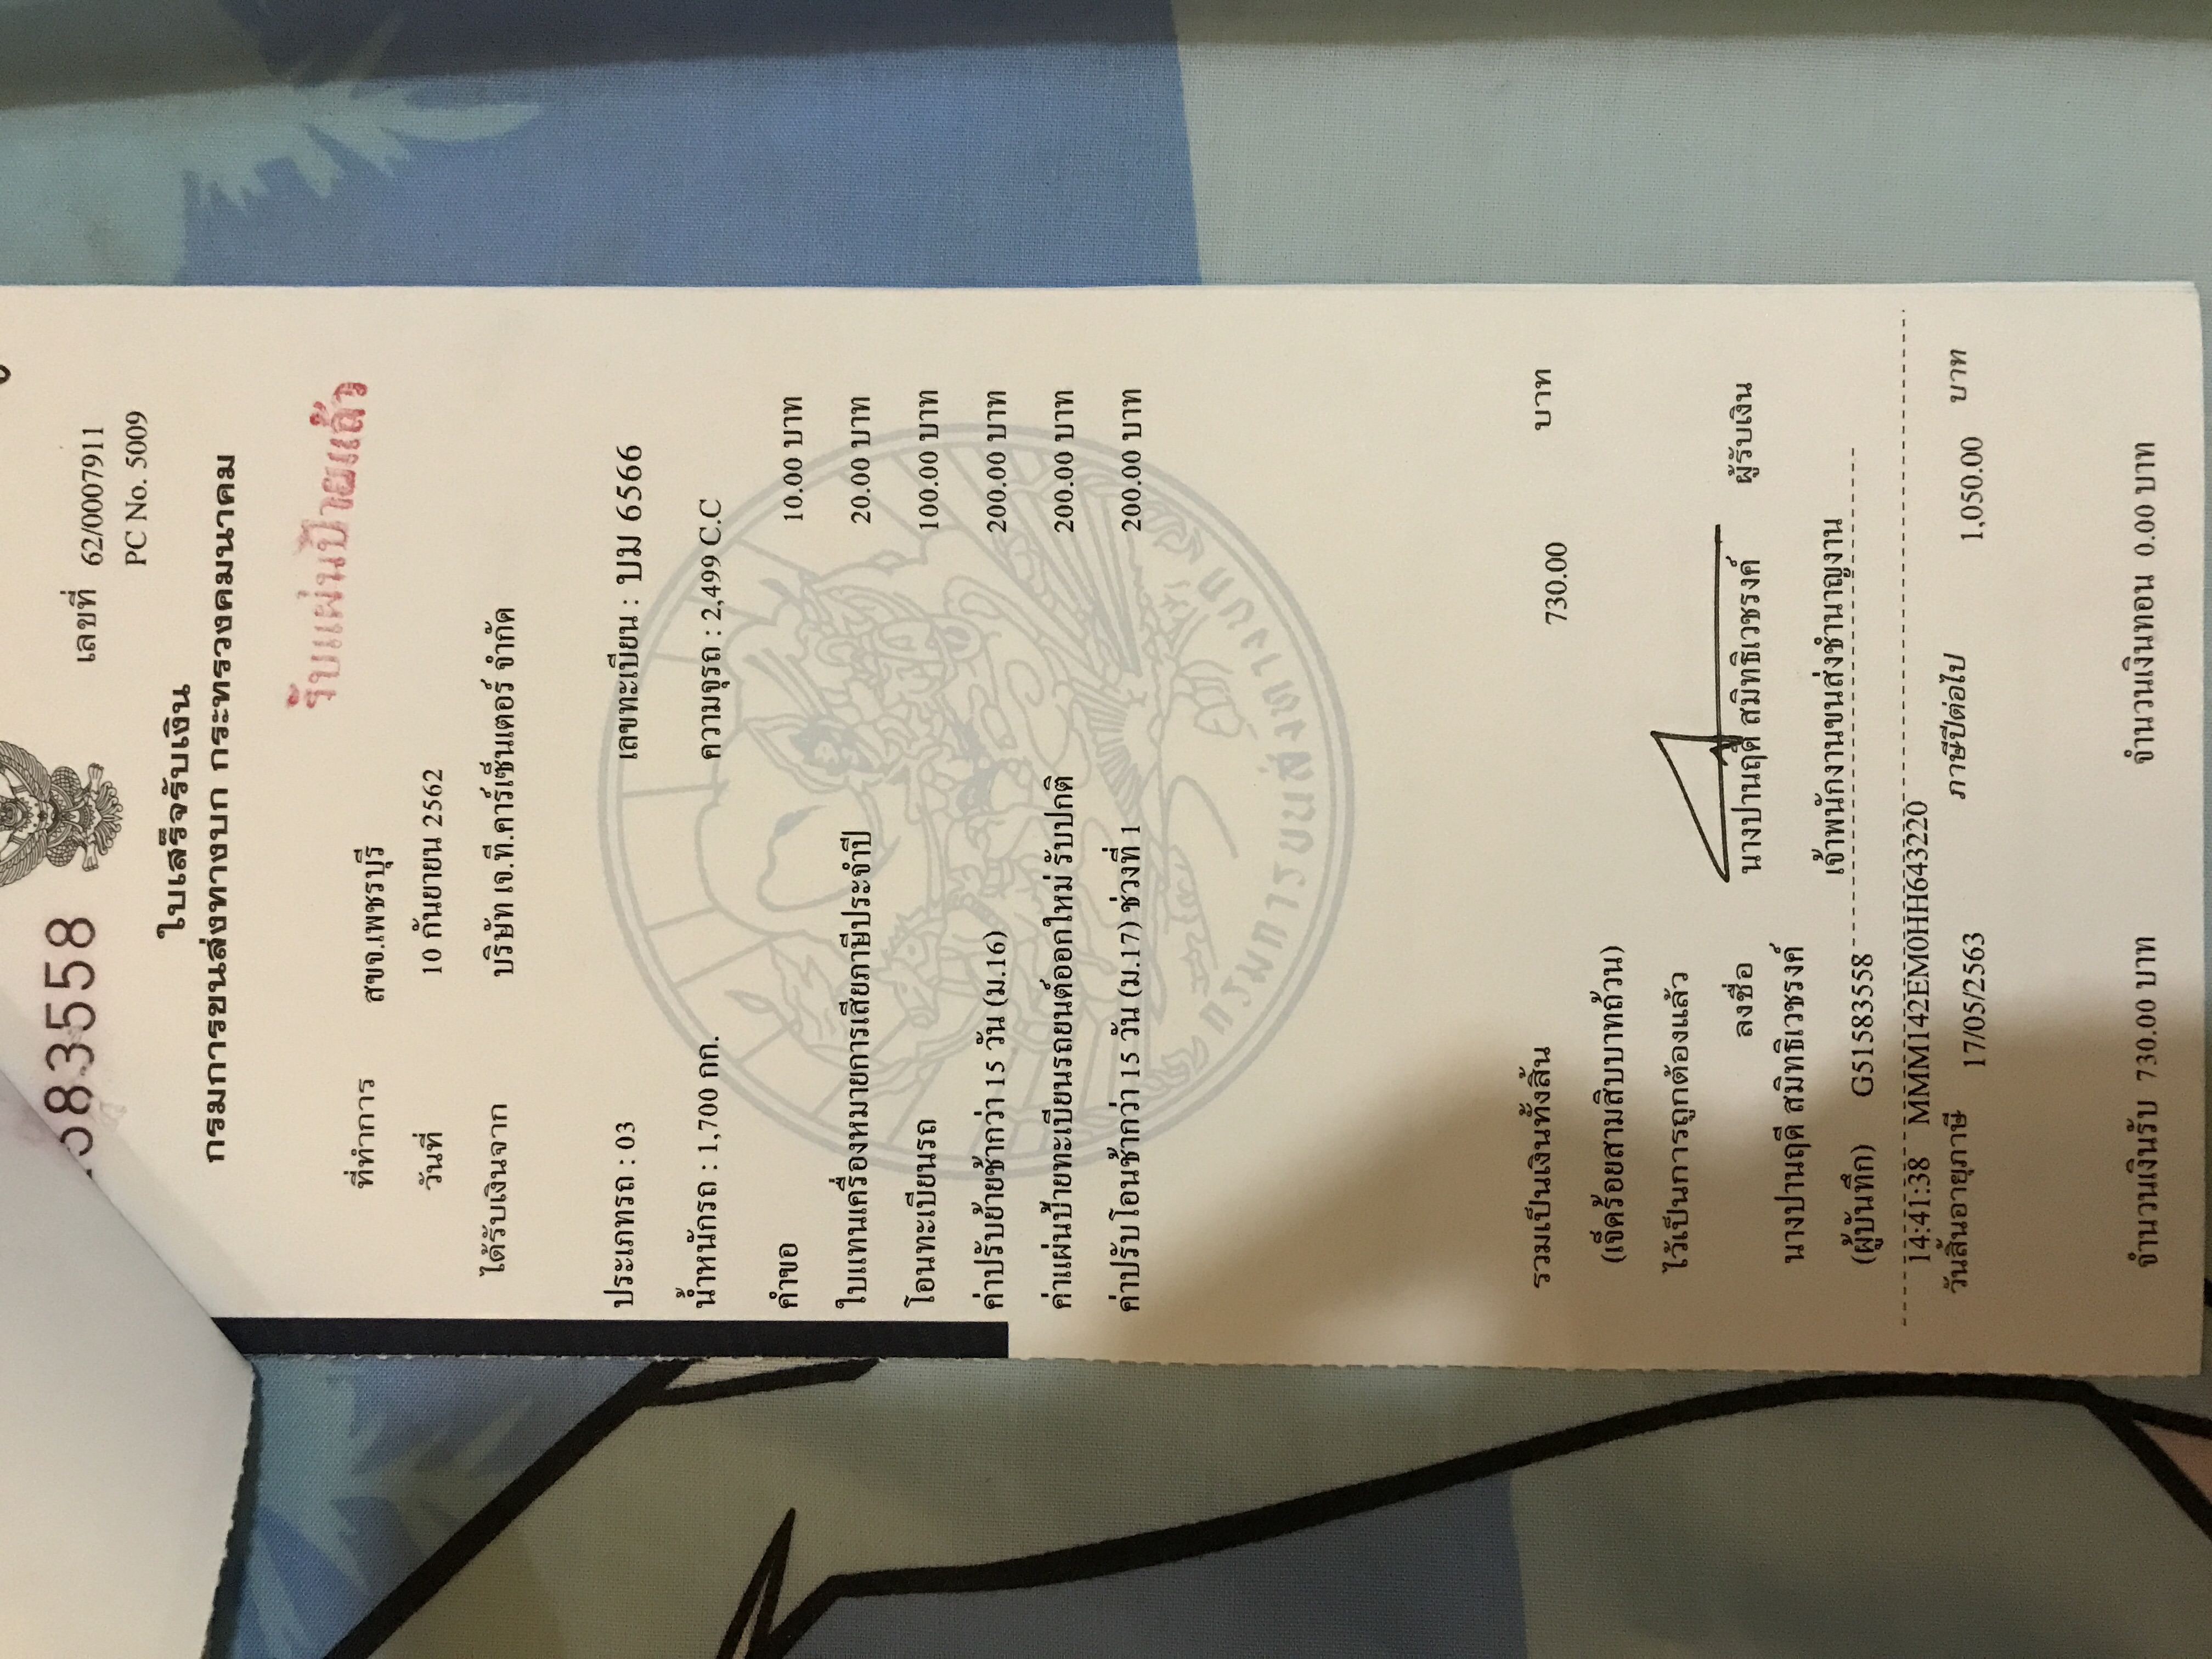 583558
เลขที่ 62/00007911
PC No. 5009
ใบเสร็จรับเงิน
กรมการขนส่งทางบก กระทรวงคมนาคม
รับแผ่นป้ายแล้ว
ที่ทำการ สขจ.เพชรบุรี
วันที่ 10 กันยายน 2562
ได้รับเงินจาก บริษัท เจ.ที.คาร์เซ็นเตอร์ จำกัด
ประเภทรถ : 03 เลขทะเบียน : บม 6566
น้ำหนักรถ : 1,700 กก. ความจุรถ : 2,499 C.C
คำขอ 10.00 บาท
ใบแทนเครื่องหมายการเสียภาษีประจำปี 20.00 บาท
โอนทะเบียนรถ 100.00 บาท
ค่าปรับย้ายช้ากว่า 15 วัน (ม.16) 200.00 บาท
ค่าแผ่นป้ายทะเบียนรถยนต์ออกใหม่ รับปกติ 200.00 บาท
ค่าปรับโอนช้ากว่า 15 วัน (ม.17) ช่วงที่ 1 200.00 บาท
กรมการขนส่งทางบก
รวมเป็นเงินทั้งสิ้น 730.00 บาท
(เจ็ดร้อยสามสิบบาทถ้วน)
ไว้เป็นการถูกต้องแล้ว
ลงชื่อ ผู้รับเงิน
นางปานฤดี สมิทธิเวชรงค์
นางปานฤดี สมิทธิเวชรงค์ เจ้าพนักงานขนส่งชำนาญงาน
(ผู้บันทึก) G51583558
14:41:38 MMM142EM0HH643220
วันสิ้นอายุภาษี 17/05/2563 ภาษีปีต่อไป 1,050.00 บาท
จำนวนเงินรับ 730.00 บาท จำนวนเงินทอน 0.00 บาท